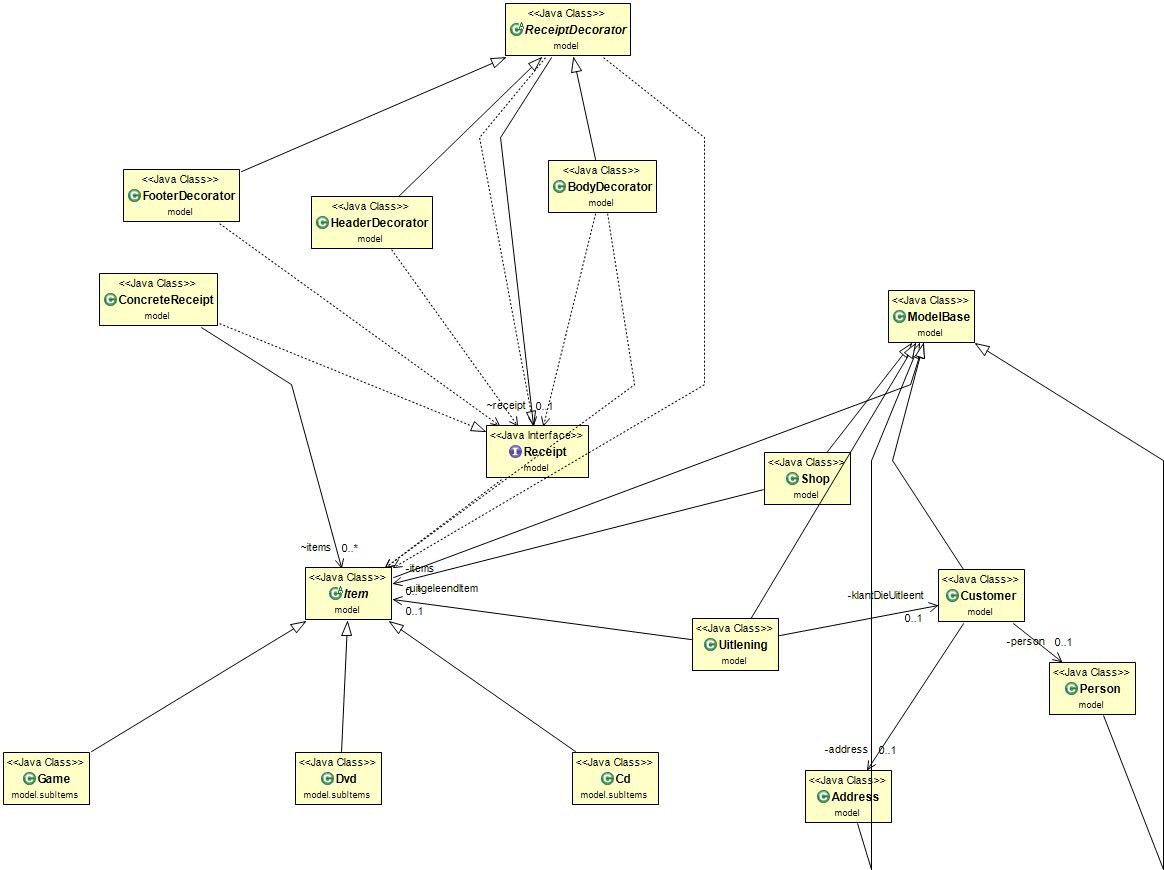 <<Java Class>>
ReceiptDecorator
model
<<Java Class>>
BodyDecorator
model
<<Java Class>>
FooterDecorator
model
<<Java Class>>
HeaderDecorator
model
<<Java Class>>
ConcreteReceipt
model
<<Java Class>>
ModelBase
model
~receipt 0..1
<<Java Interface>>
Receipt
model
<<Java Class>>
Shop
model
~items 0..*
<<Java Class>>
Item
model
-items
0..*
-uitgeleendItem
0..1
<<Java Class>>
Customer
model
-klantDieUitleent
0..1
<<Java Class>>
Uitlening
model
-person 0..1
<<Java Class>>
Person
model
<<Java Class>>
Game
model.subItems
<<Java Class>>
Dvd
model.subItems
<<Java Class>>
Cd
model.subItems
-address 0..1
<<Java Class>>
Address
model